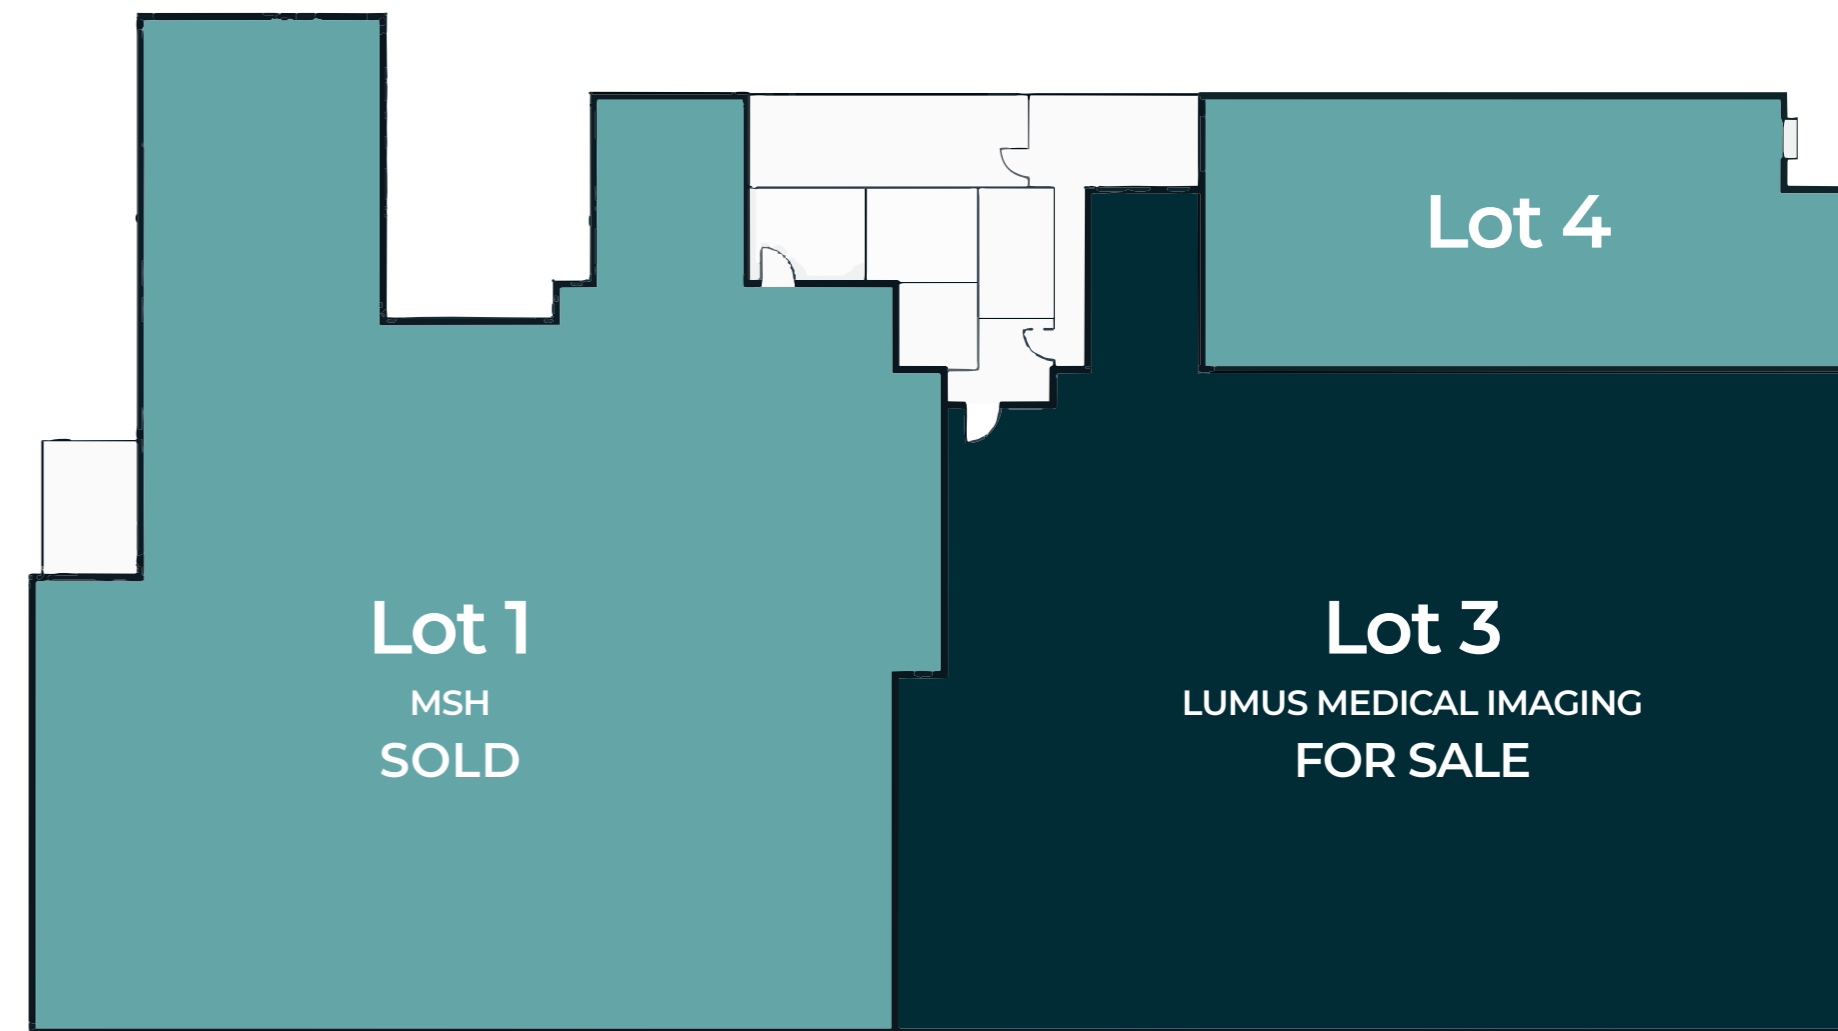 Lot 4
Lot 1
MSH
SOLD
Lot 3
LUMUS MEDICAL IMAGING
FOR SALE